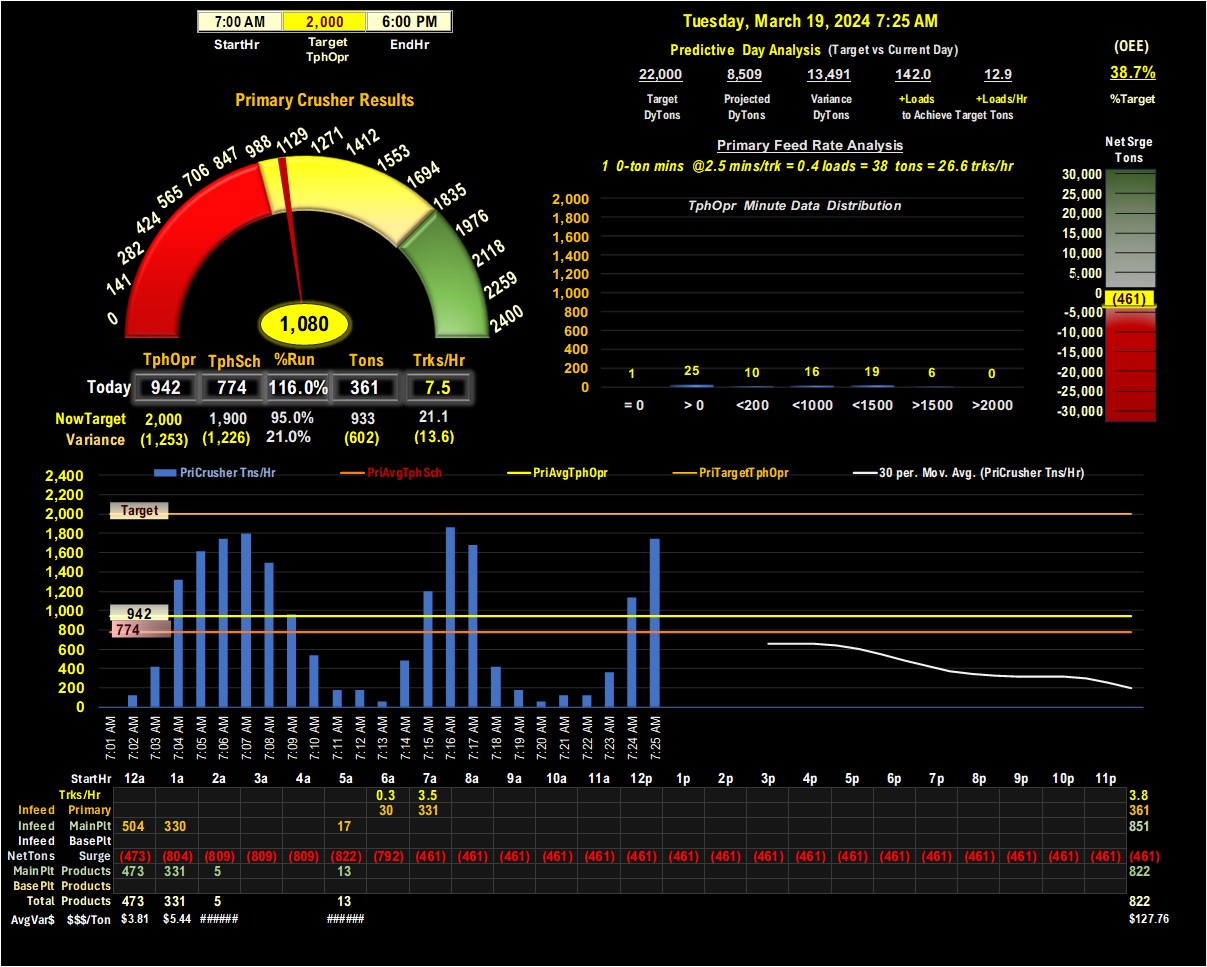 7:00 AM 2,000 6:00 PM
StartHr Target TphOpr EndHr
Tuesday, March 19, 2024 7:25 AM
Predictive Day Analysis (Target vs Current Day)
22,000 8,509 13,491 142.0 12.9
Target DyTons Projected DyTons Variance DyTons +Loads +Loads/Hr
to Achieve Target Tons
(OEE)
38.7%
%Target
Primary Crusher Results
0 141 282 424 565 706 847 988 1129 1271 1412 1553 1694 1835 1976 2118 2259 2400
1,080
TphOpr TphSch %Run Tons Trks/Hr
Today 942 774 116.0% 361 7.5
NowTarget 2,000 1,900 95.0% 933 21.1
Variance (1,253) (1,226) 21.0% (602) (13.6)
Primary Feed Rate Analysis
1 0-ton mins @2.5 mins/trk = 0.4 loads = 38 tons = 26.6 trks/hr
TphOpr Minute Data Distribution
2,000
1,800
1,600
1,400
1,200
1,000
800
600
400
200
0
1 25 10 16 19 6 0
= 0 > 0 <200 <1000 <1500 >1500 >2000
Net Srge
Tons
30,000
25,000
20,000
15,000
10,000
5,000
0
(461)
-5,000
-10,000
-15,000
-20,000
-25,000
-30,000
PriCrusher Tns/Hr PriAvgTphSch PriAvgTphOpr PriTargetTphOpr 30 per. Mov. Avg. (PriCrusher Tns/Hr)
2,400
2,200
2,000
1,800
1,600
1,400
1,200
1,000
800
600
400
200
0
Target
942
774
7:01 AM 7:02 AM 7:03 AM 7:04 AM 7:05 AM 7:06 AM 7:07 AM 7:08 AM 7:09 AM 7:10 AM 7:11 AM 7:12 AM 7:13 AM 7:14 AM 7:15 AM 7:16 AM 7:17 AM 7:18 AM 7:19 AM 7:20 AM 7:21 AM 7:22 AM 7:23 AM 7:24 AM 7:25 AM
StartHr 12a 1a 2a 3a 4a 5a 6a 7a 8a 9a 10a 11a 12p 1p 2p 3p 4p 5p 6p 7p 8p 9p 10p 11p
Trks/Hr 0.3 3.5 3.8
Infeed Primary 30 331 361
Infeed MainPlt 504 330 17 851
Infeed BasePlt
NetTons Surge (473) (804) (809) (809) (809) (822) (792) (461) (461) (461) (461) (461) (461) (461) (461) (461) (461) (461) (461) (461) (461) (461) (461) (461) (461)
MainPlt Products 473 331 5 13 822
BasePlt Products
Total Products 473 331 5 13 822
AvgVar$ $$$/Ton $3.81 $5.44 ###### ###### $127.76